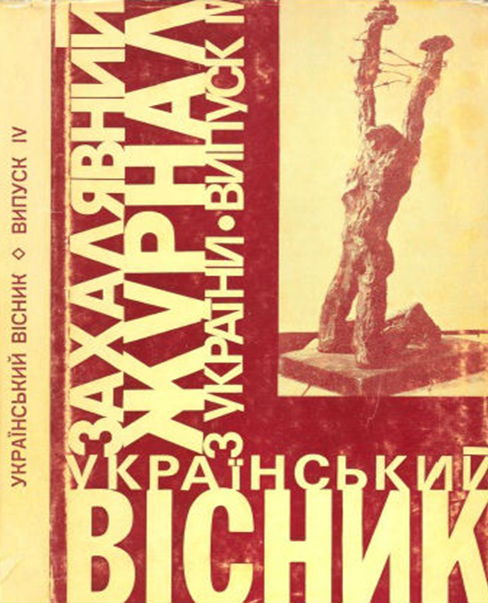 УКРАЇНСЬКИЙ ВІСНИК ◇ ВИПУСК IV
ЗАХАЛЯВНИЙ
ЖУРНАЛ
З УКРАЇНИ • ВИПУСК IV
УКРАЇНСЬКИЙ
ВІСНИК